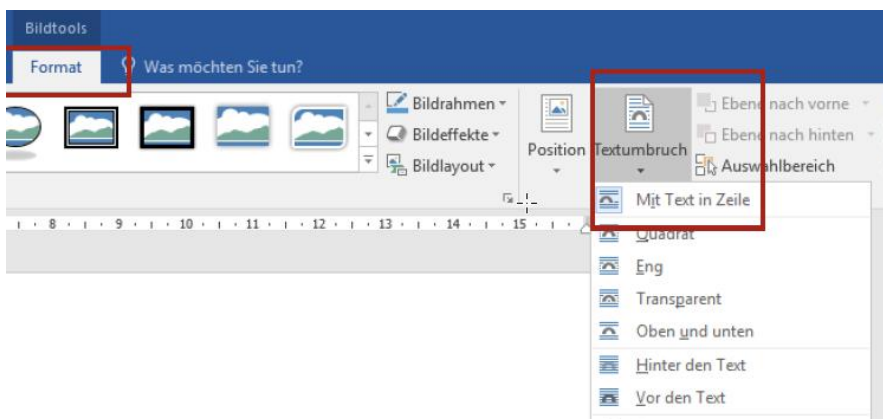 Bildtools
Format
Was möchten Sie tun?
Bildrahmen
Bildeffekte
Bildlayout
Position
Textumbruch
Ebene nach vorne
Ebene nach hinten
Auswahlbereich
8 9 10 11 12 13 14 15
Mit Text in Zeile
Quadrat
Eng
Transparent
Oben und unten
Hinter den Text
Vor den Text